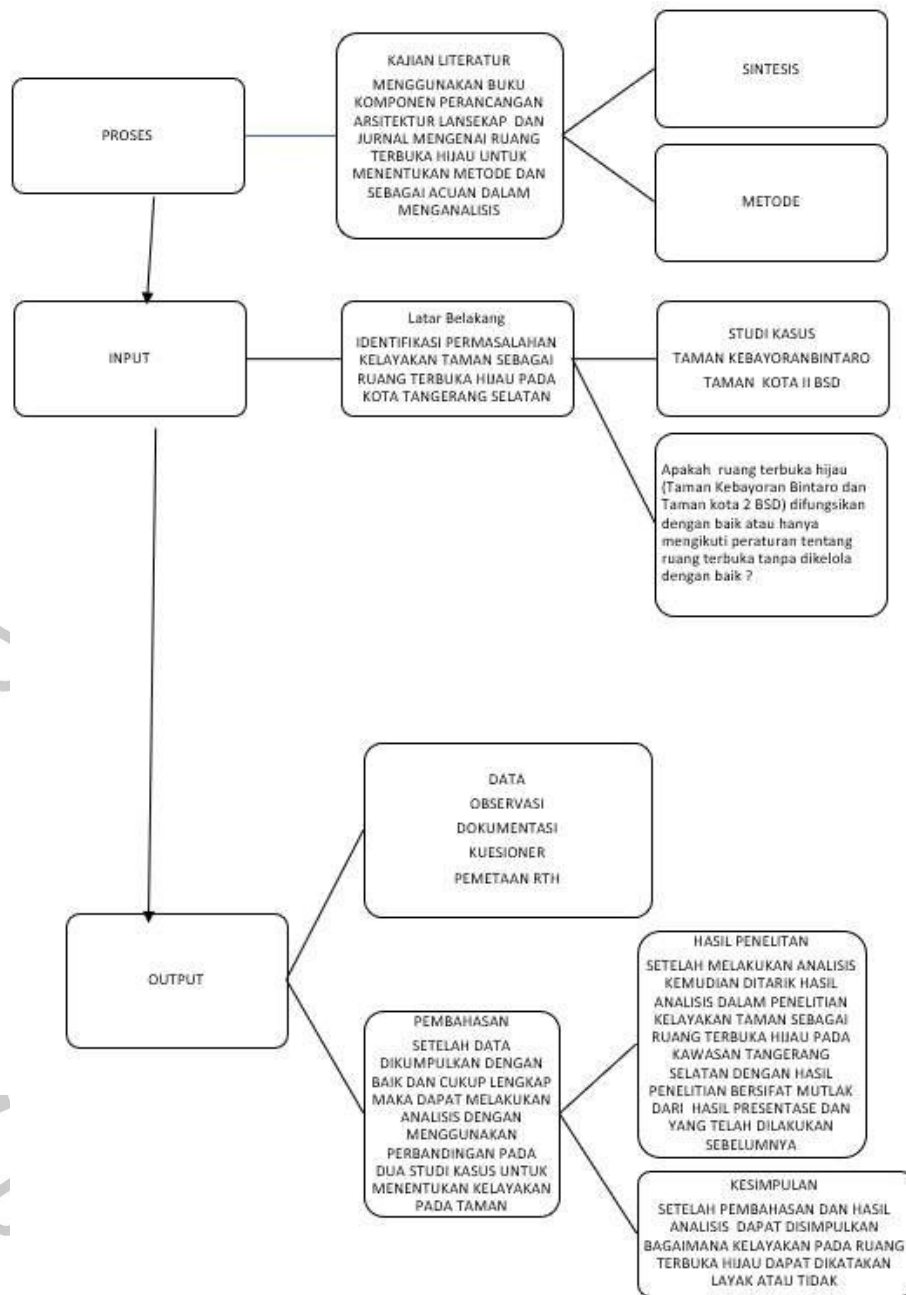 PROSES
KAJIAN LITERATUR
MENGGUNAKAN BUKU
KOMPONEN PERANCANGAN
ARSITEKTUR LANSEKAP DAN
JURNAL MENGENAI RUANG
TERBUKA HIJAU UNTUK
MENENTUKAN METODE DAN
SEBAGAI ACUAN DALAM
MENGANALISIS
SINTESIS
METODE
INPUT
Latar Belakang
IDENTIFIKASI PERMASALAHAN
KELAYAKAN TAMAN SEBAGAI
RUANG TERBUKA HIJAU PADA
KOTA TANGERANG SELATAN
STUDI KASUS
TAMAN KEBAYORANBINTARO
TAMAN KOTA II BSD
Apakah ruang terbuka hijau
(Taman Kebayoran Bintaro dan
Taman kota 2 BSD) difungsikan
dengan baik atau hanya
mengikuti peraturan tentang
ruang terbuka tanpa dikelola
dengan baik ?
OUTPUT
DATA
OBSERVASI
DOKUMENTASI
KUESIONER
PEMETAAN RTH
PEMBAHASAN
SETELAH DATA
DIKUMPULKAN DENGAN
BAIK DAN CUKUP LENGKAP
MAKA DAPAT MELAKUKAN
ANALISIS DENGAN
MENGGUNAKAN
PERBANDINGAN PADA
DUA STUDI KASUS UNTUK
MENENTUKAN KELAYAKAN
PADA TAMAN
HASIL PENELITAN
SETELAH MELAKUKAN ANALISIS
KEMUDIAN DITARIK HASIL
ANALISIS DALAM PENELITIAN
KELAYAKAN TAMAN SEBAGAI
RUANG TERBUKA HIJAU PADA
KAWASAN TANGERANG
SELATAN DENGAN HASIL
PENELITIAN BERSIFAT MUTLAK
DARI HASIL PRESENTASE DAN
YANG TELAH DILAKUKAN
SEBELUMNYA
KESIMPULAN
SETELAH PEMBAHASAN DAN HASIL
ANALISIS DAPAT DISIMPULKAN
BAGAIMANA KELAYAKAN PADA RUANG
TERBUKA HIJAU DAPAT DIKATAKAN
LAYAK ATAU TIDAK